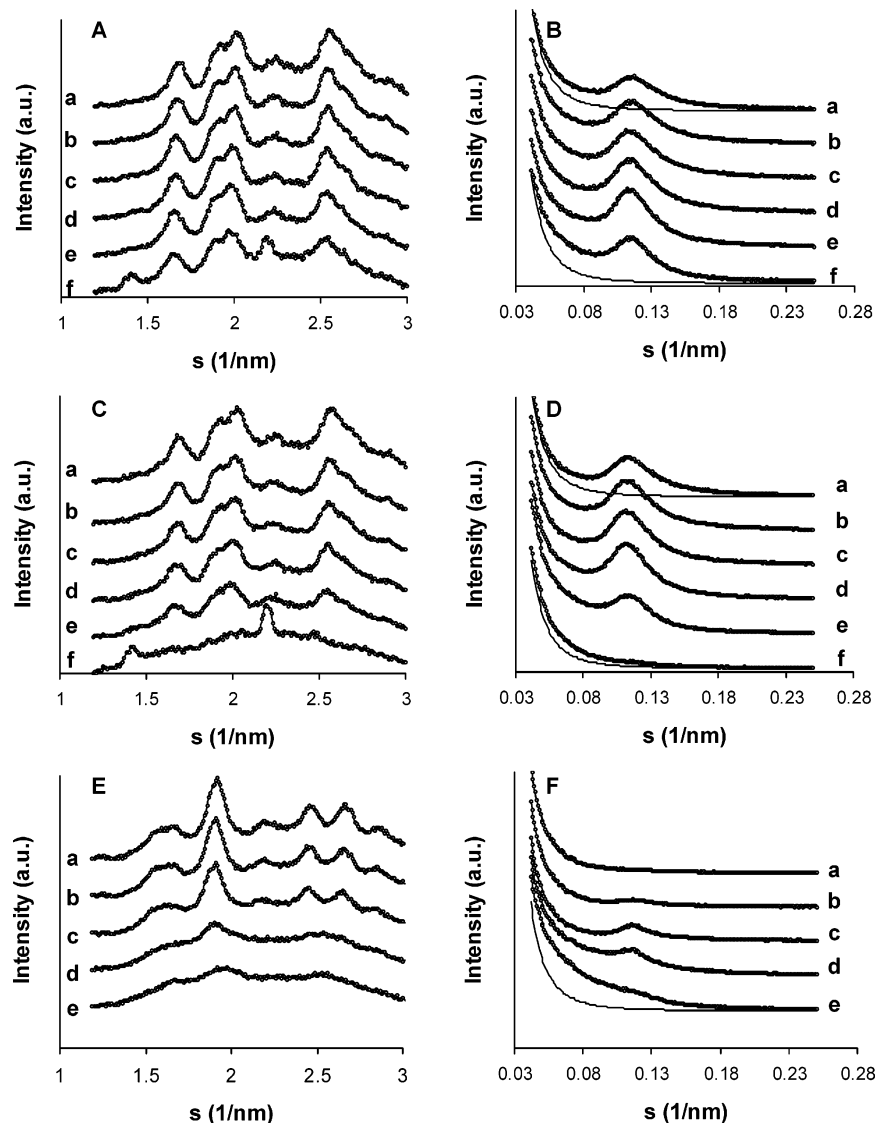 A
Intensity (a.u.)
a
b
c
d
e
f
1 1.5 2 2.5 3
s (1/nm)
B
Intensity (a.u.)
a
b
c
d
e
f
0.03 0.08 0.13 0.18 0.23 0.28
s (1/nm)
C
Intensity (a.u.)
a
b
c
d
e
f
1 1.5 2 2.5 3
s (1/nm)
D
Intensity (a.u.)
a
b
c
d
e
f
0.03 0.08 0.13 0.18 0.23 0.28
s (1/nm)
E
Intensity (a.u.)
a
b
c
d
e
1 1.5 2 2.5 3
s (1/nm)
F
Intensity (a.u.)
a
b
c
d
e
0.03 0.08 0.13 0.18 0.23 0.28
s (1/nm)